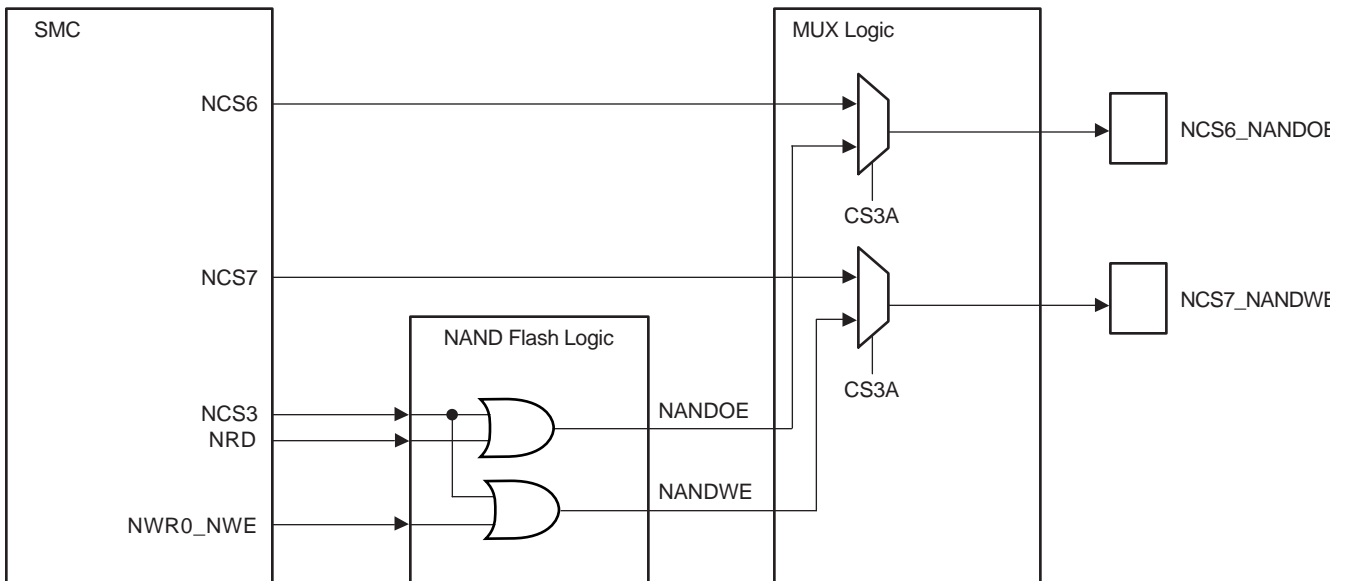 SMC
MUX Logic
NCS6
NCS6_NANDOE
CS3A
NCS7
NCS7_NANDWE
NAND Flash Logic
CS3A
NCS3
NANDOE
NRD
NANDWE
NWR0_NWE